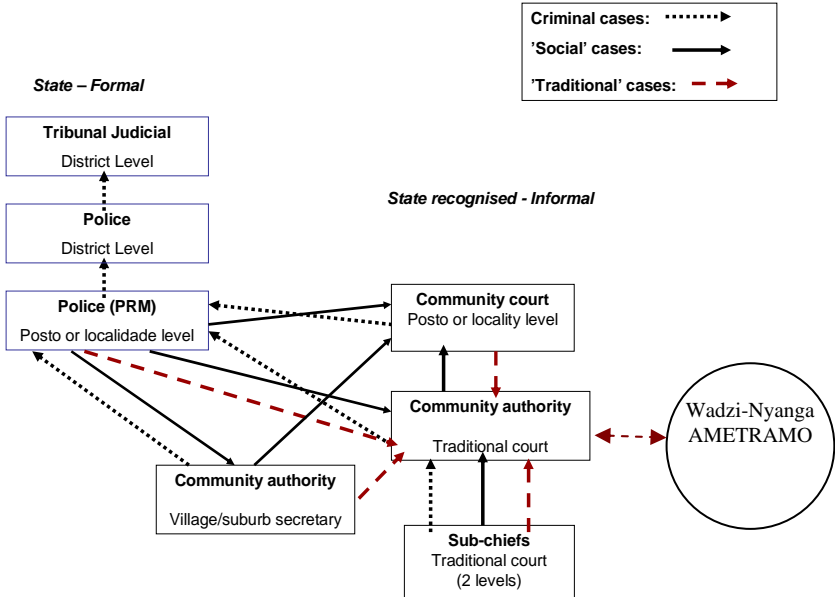 Criminal cases:
’Social’ cases:
’Traditional’ cases:
State – Formal
Tribunal Judicial
District Level
State recognised - Informal
Police
District Level
Police (PRM)
Posto or localidade level
Community court
Posto or locality level
Community authority
Traditional court
Wadzi-Nyanga
AMETRAMO
Community authority
Village/suburb secretary
Sub-chiefs
Traditional court
(2 levels)